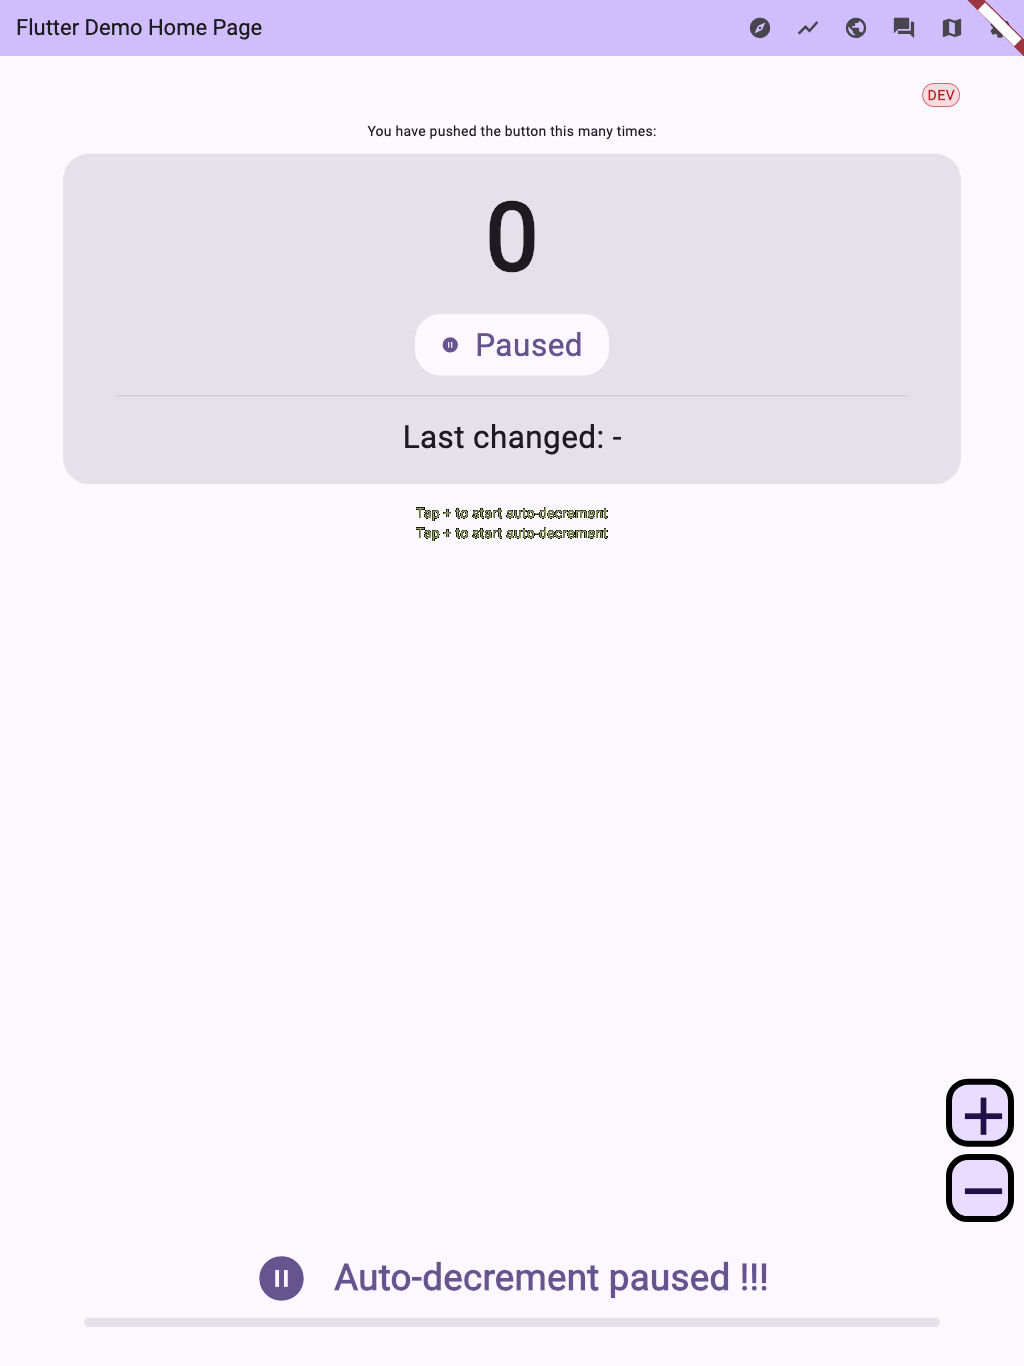 Flutter Demo Home Page
DEV
You have pushed the button this many times:
0
Paused
Last changed: -
Tap + to start auto-decrement
Tap + to start auto-decrement
Auto-decrement paused !!!